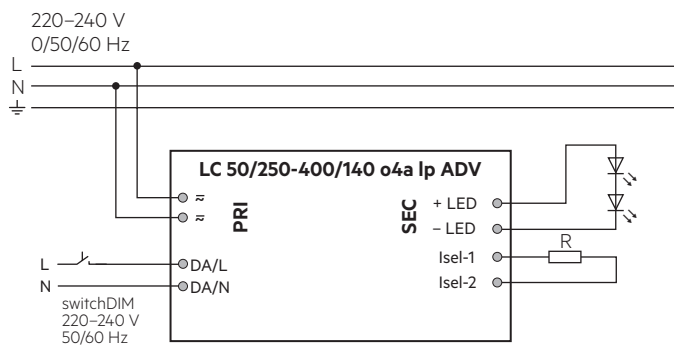 220–240 V
0/50/60 Hz
L
N
LC 50/250-400/140 o4a lp ADV
PRI
SEC
+ LED
– LED
Isel-1
R
Isel-2
L
DA/L
N
DA/N
switchDIM
220–240 V
50/60 Hz